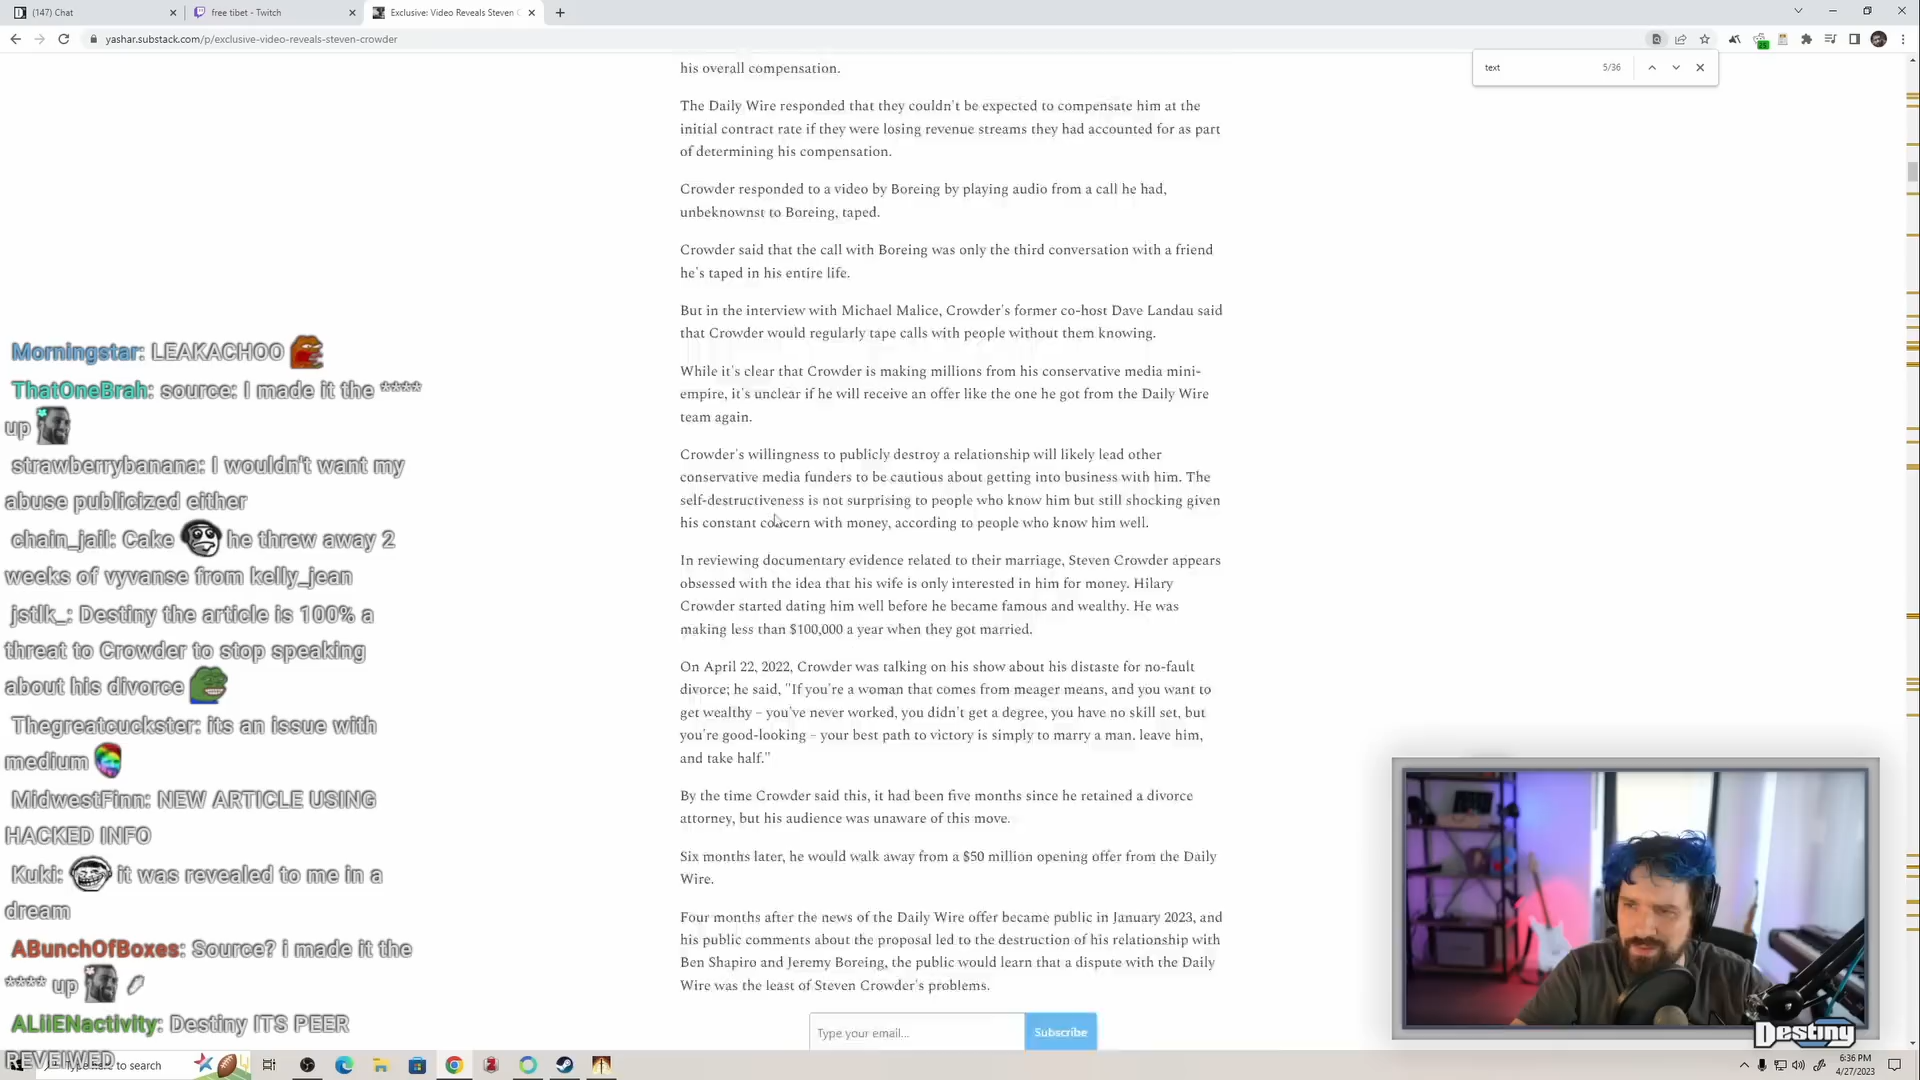 (147) Chat
free tibet - Twitch
Exclusive: Video Reveals Steven C
yashar.substack.com/p/exclusive-video-reveals-steven-crowder
text
5/36
his overall compensation.
The Daily Wire responded that they couldn't be expected to compensate him at the
initial contract rate if they were losing revenue streams they had accounted for as part
of determining his compensation.
Crowder responded to a video by Boreing by playing audio from a call he had,
unbeknownst to Boreing, taped.
Crowder said that the call with Boreing was only the third conversation with a friend
he's taped in his entire life.
But in the interview with Michael Malice, Crowder's former co-host Dave Landau said
that Crowder would regularly tape calls with people without them knowing.
While it's clear that Crowder is making millions from his conservative media mini-
empire, it's unclear if he will receive an offer like the one he got from the Daily Wire
team again.
Crowder's willingness to publicly destroy a relationship will likely lead other
conservative media funders to be cautious about getting into business with him. The
self-destructiveness is not surprising to people who know him but still shocking given
his constant concern with money, according to people who know him well.
In reviewing documentary evidence related to their marriage, Steven Crowder appears
obsessed with the idea that his wife is only interested in him for money. Hilary
Crowder started dating him well before he became famous and wealthy. He was
making less than $100,000 a year when they got married.
On April 22, 2022, Crowder was talking on his show about his distaste for no-fault
divorce; he said, "If you're a woman that comes from meager means, and you want to
get wealthy – you've never worked, you didn't get a degree, you have no skill set, but
you're good-looking – your best path to victory is simply to marry a man. leave him,
and take half."
By the time Crowder said this, it had been five months since he retained a divorce
attorney, but his audience was unaware of this move.
Six months later, he would walk away from a $50 million opening offer from the Daily
Wire.
Four months after the news of the Daily Wire offer became public in January 2023, and
his public comments about the proposal led to the destruction of his relationship with
Ben Shapiro and Jeremy Boreing, the public would learn that a dispute with the Daily
Wire was the least of Steven Crowder's problems.
Type your email...
Subscribe
Morningstar: LEAKACHOO
ThatOneBrah: source: I made it the ****
up
strawberrybanana: I wouldn't want my
abuse publicized either
chain_jail: Cake he threw away 2
weeks of vyvanse from kelly_jean
jstlk_: Destiny the article is 100% a
threat to Crowder to stop speaking
about his divorce
Thegreatcuckster: its an issue with
medium
MidwestFinn: NEW ARTICLE USING
HACKED INFO
Kuki: it was revealed to me in a
dream
ABunchOfBoxes: Source? i made it the
**** up
ALiiENactivity: Destiny ITS PEER
REVEIWED
Destiny
here to search
6:36 PM
4/27/2023